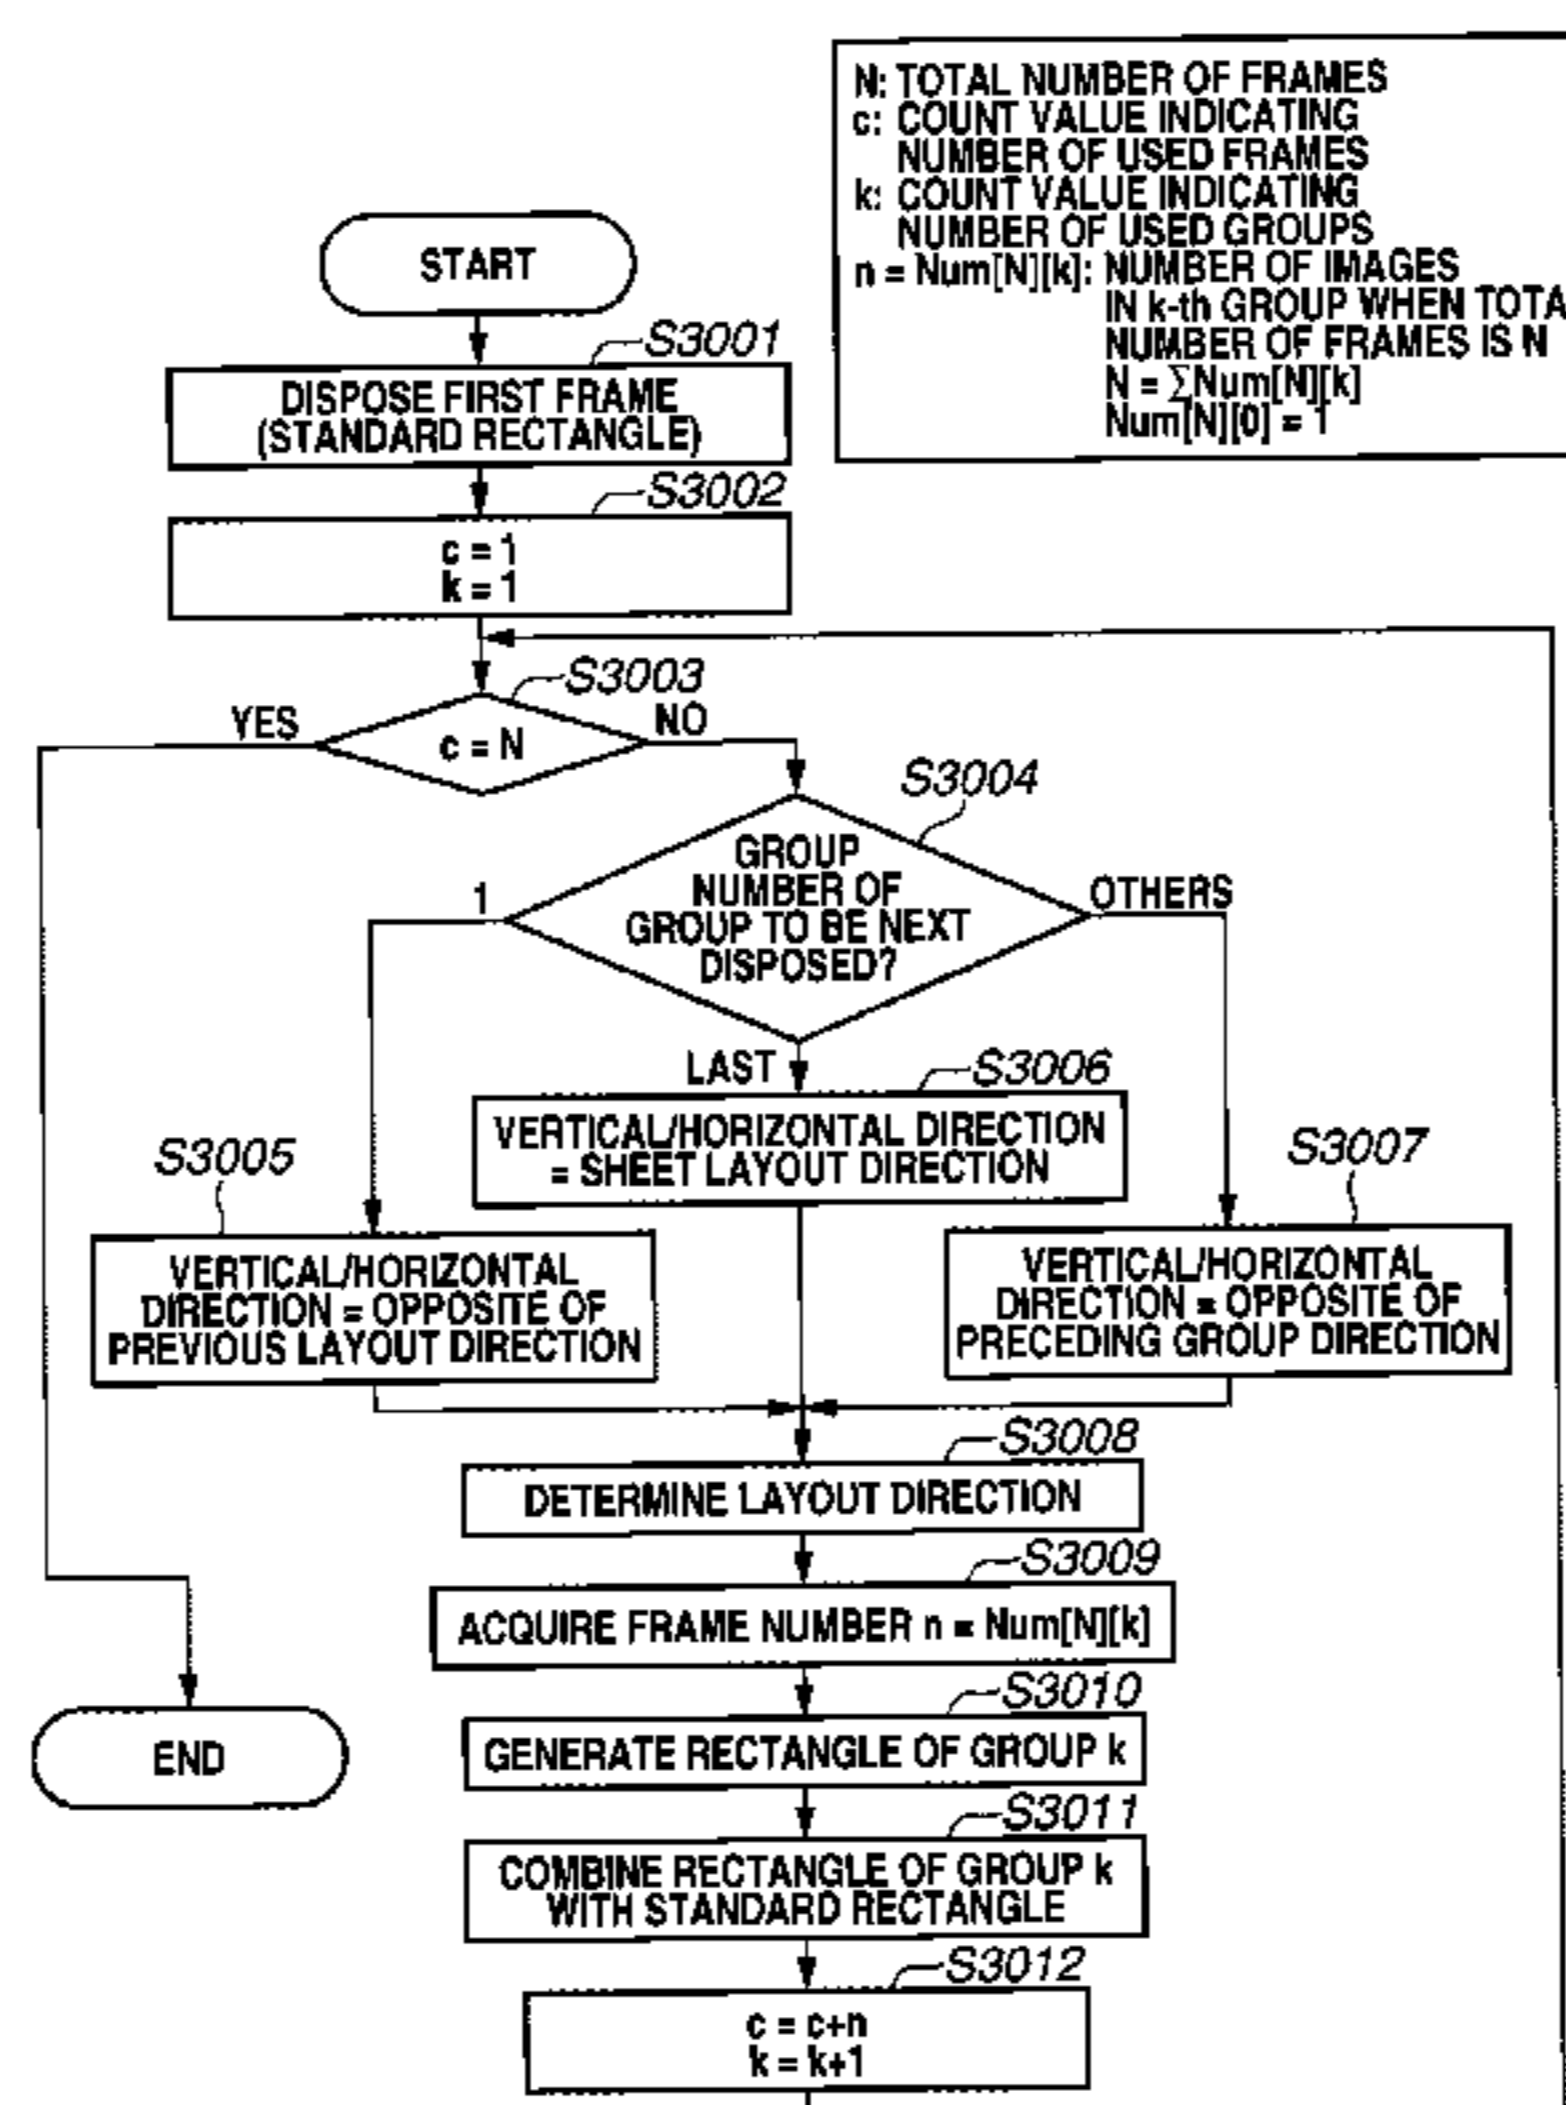 N: TOTAL NUMBER OF FRAMES
c: COUNT VALUE INDICATING
NUMBER OF USED FRAMES
k: COUNT VALUE INDICATING
NUMBER OF USED GROUPS
n = Num[N][k]: NUMBER OF IMAGES
IN k-th GROUP WHEN TOTA
NUMBER OF FRAMES IS N
N = ∑Num[N][k]
Num[N][0] = 1
START
S3001
DISPOSE FIRST FRAME
(STANDARD RECTANGLE)
S3002
c = 1
k = 1
S3003
YES
NO
c = N
S3004
GROUP
NUMBER OF
GROUP TO BE NEXT
DISPOSED?
1
OTHERS
LAST
S3006
VERTICAL/HORIZONTAL DIRECTION
= SHEET LAYOUT DIRECTION
S3005
VERTICAL/HORIZONTAL
DIRECTION = OPPOSITE OF
PREVIOUS LAYOUT DIRECTION
S3007
VERTICAL/HORIZONTAL
DIRECTION = OPPOSITE OF
PRECEDING GROUP DIRECTION
S3008
DETERMINE LAYOUT DIRECTION
S3009
ACQUIRE FRAME NUMBER n = Num[N][k]
S3010
GENERATE RECTANGLE OF GROUP k
END
S3011
COMBINE RECTANGLE OF GROUP k
WITH STANDARD RECTANGLE
S3012
c = c+n
k = k+1